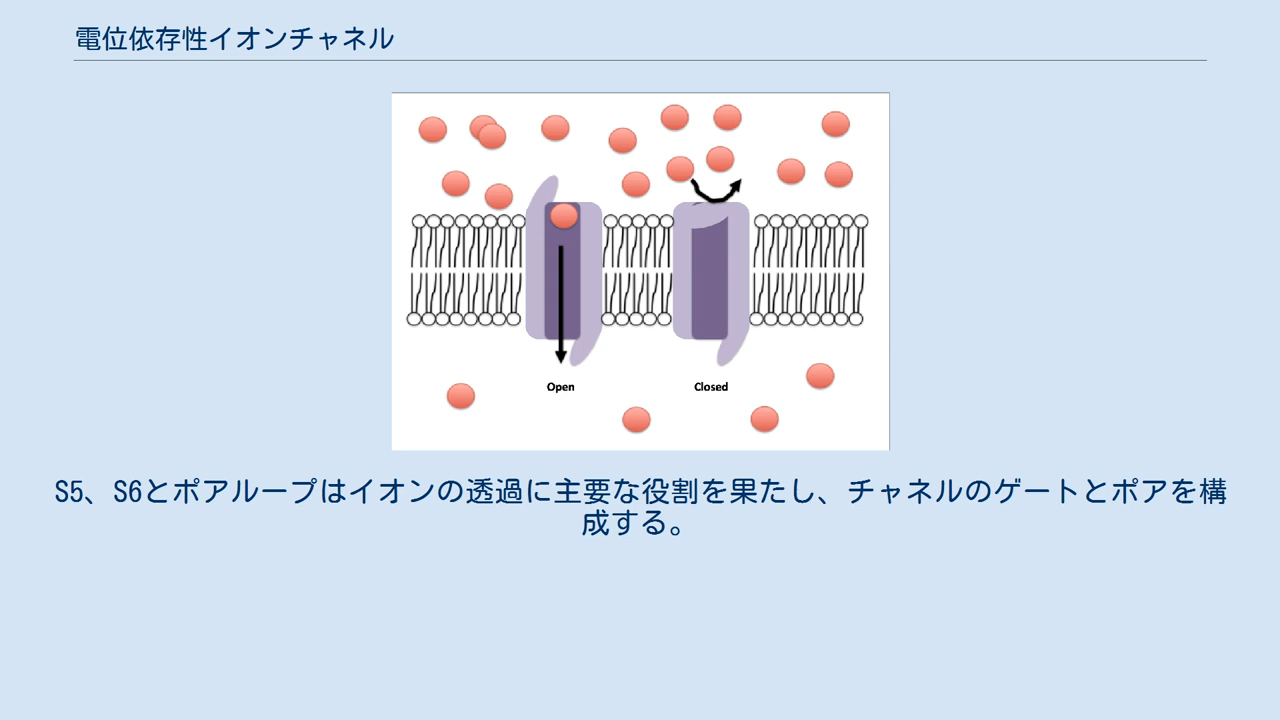 電位依存性イオンチャネル
Open
Closed
S5、S6とポアループはイオンの透過に主要な役割を果たし、チャネルのゲートとポアを構
成する。